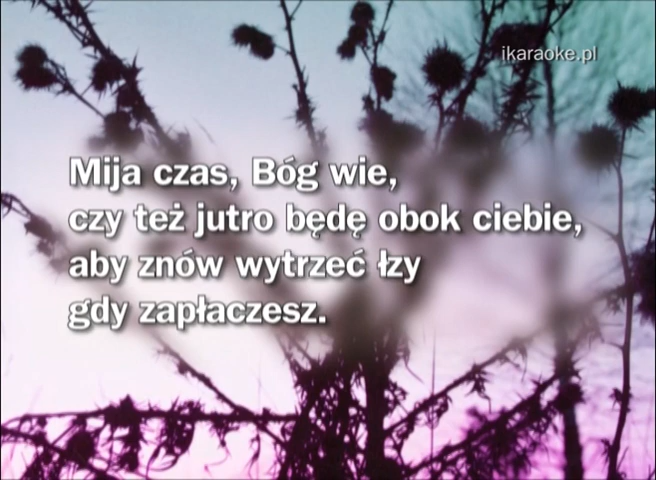 ikaraoke.pl
Mija czas, Bóg wie,
czy też jutro będę obok ciebie,
aby znów wytrzeć łzy
gdy zapłaczesz.